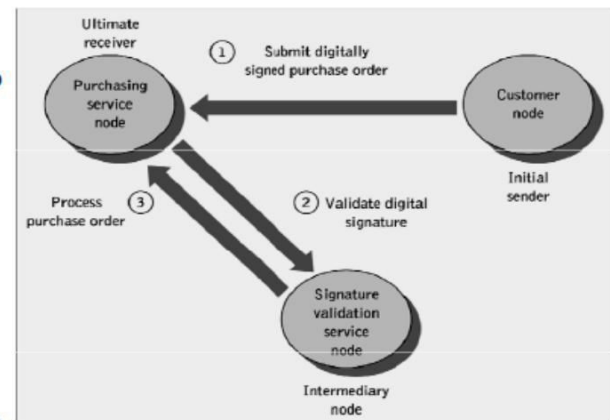 Ultimate
receiver
Purchasing
service
node
1
Submit digitally
signed purchase order
Customer
node
Initial
sender
Process
purchase order
3
2
Validate digital
signature
Signature
validation
service
node
Intermediary
node